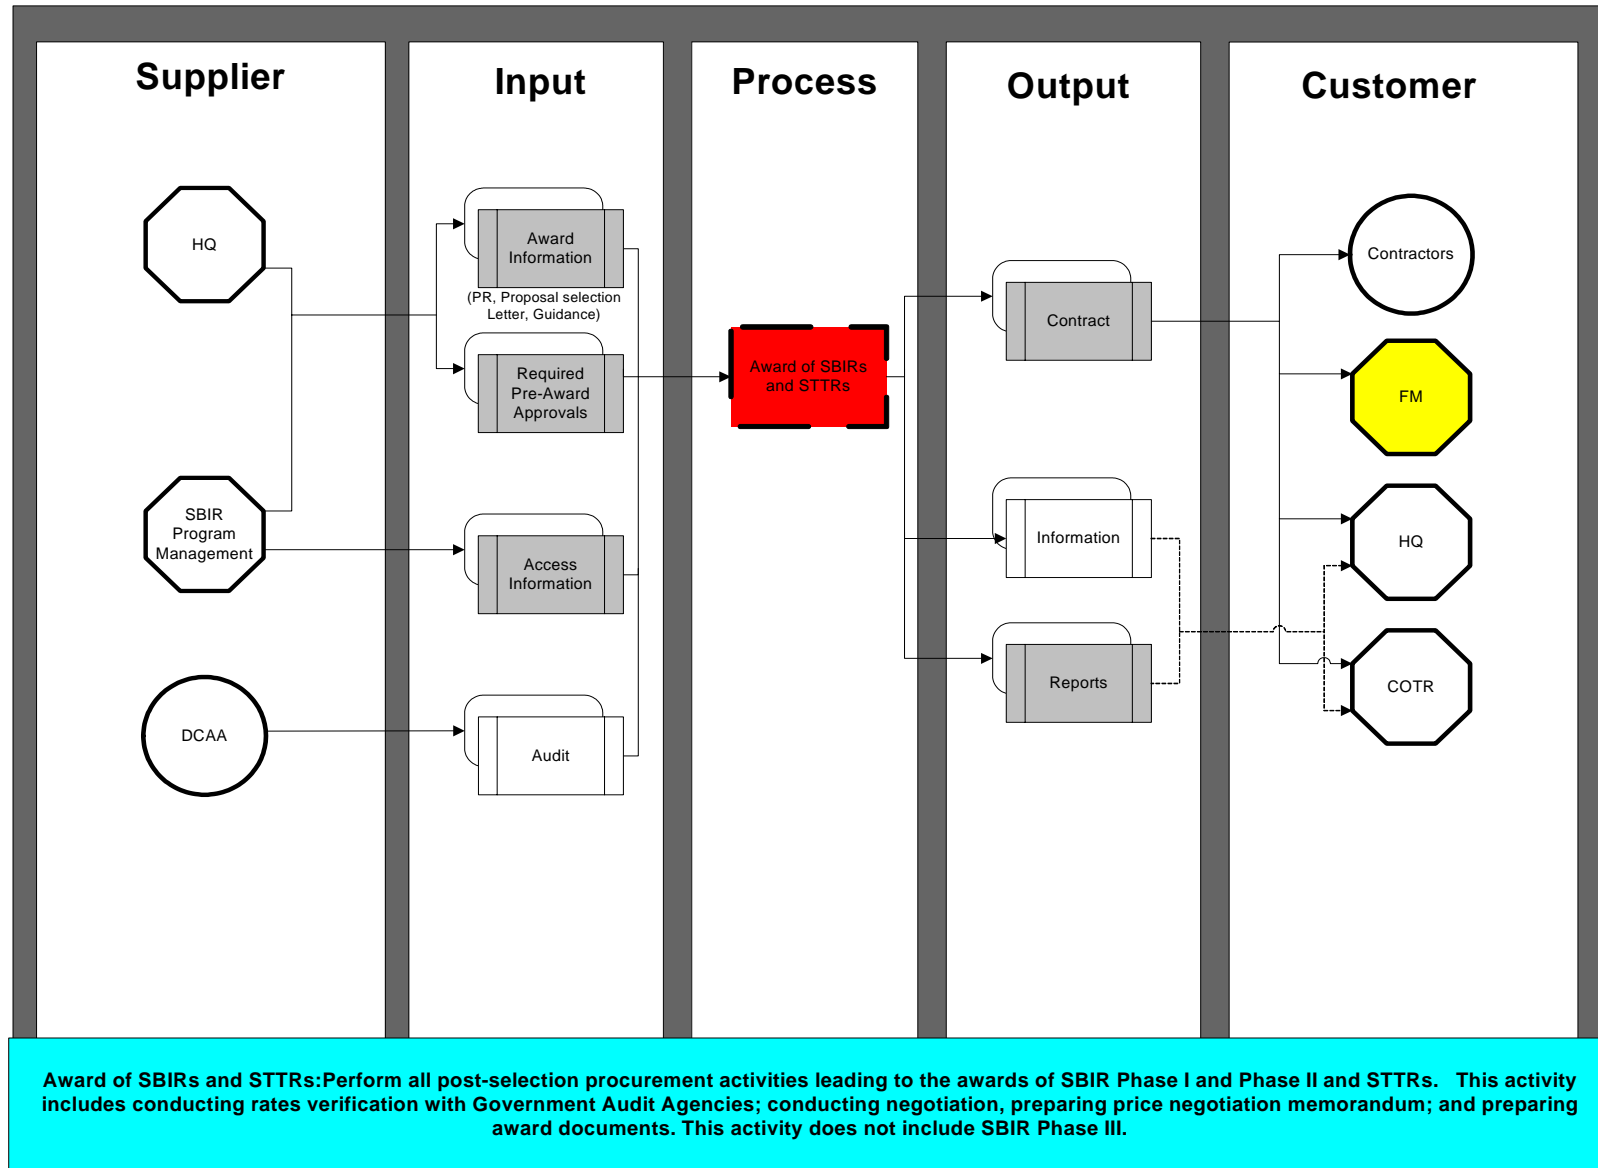 Supplier
Input
Process
Output
Customer
HQ
SBIR
Program
Management
DCAA
Award
Information
(PR, Proposal selection
Letter, Guidance)
Required
Pre-Award
Approvals
Access
Information
Audit
Award of SBIRs
and STTRs
Contract
Information
Reports
Contractors
FM
HQ
COTR
Award of SBIRs and STTRs:Perform all post-selection procurement activities leading to the awards of SBIR Phase I and Phase II and STTRs. This activity
includes conducting rates verification with Government Audit Agencies; conducting negotiation, preparing price negotiation memorandum; and preparing
award documents. This activity does not include SBIR Phase III.